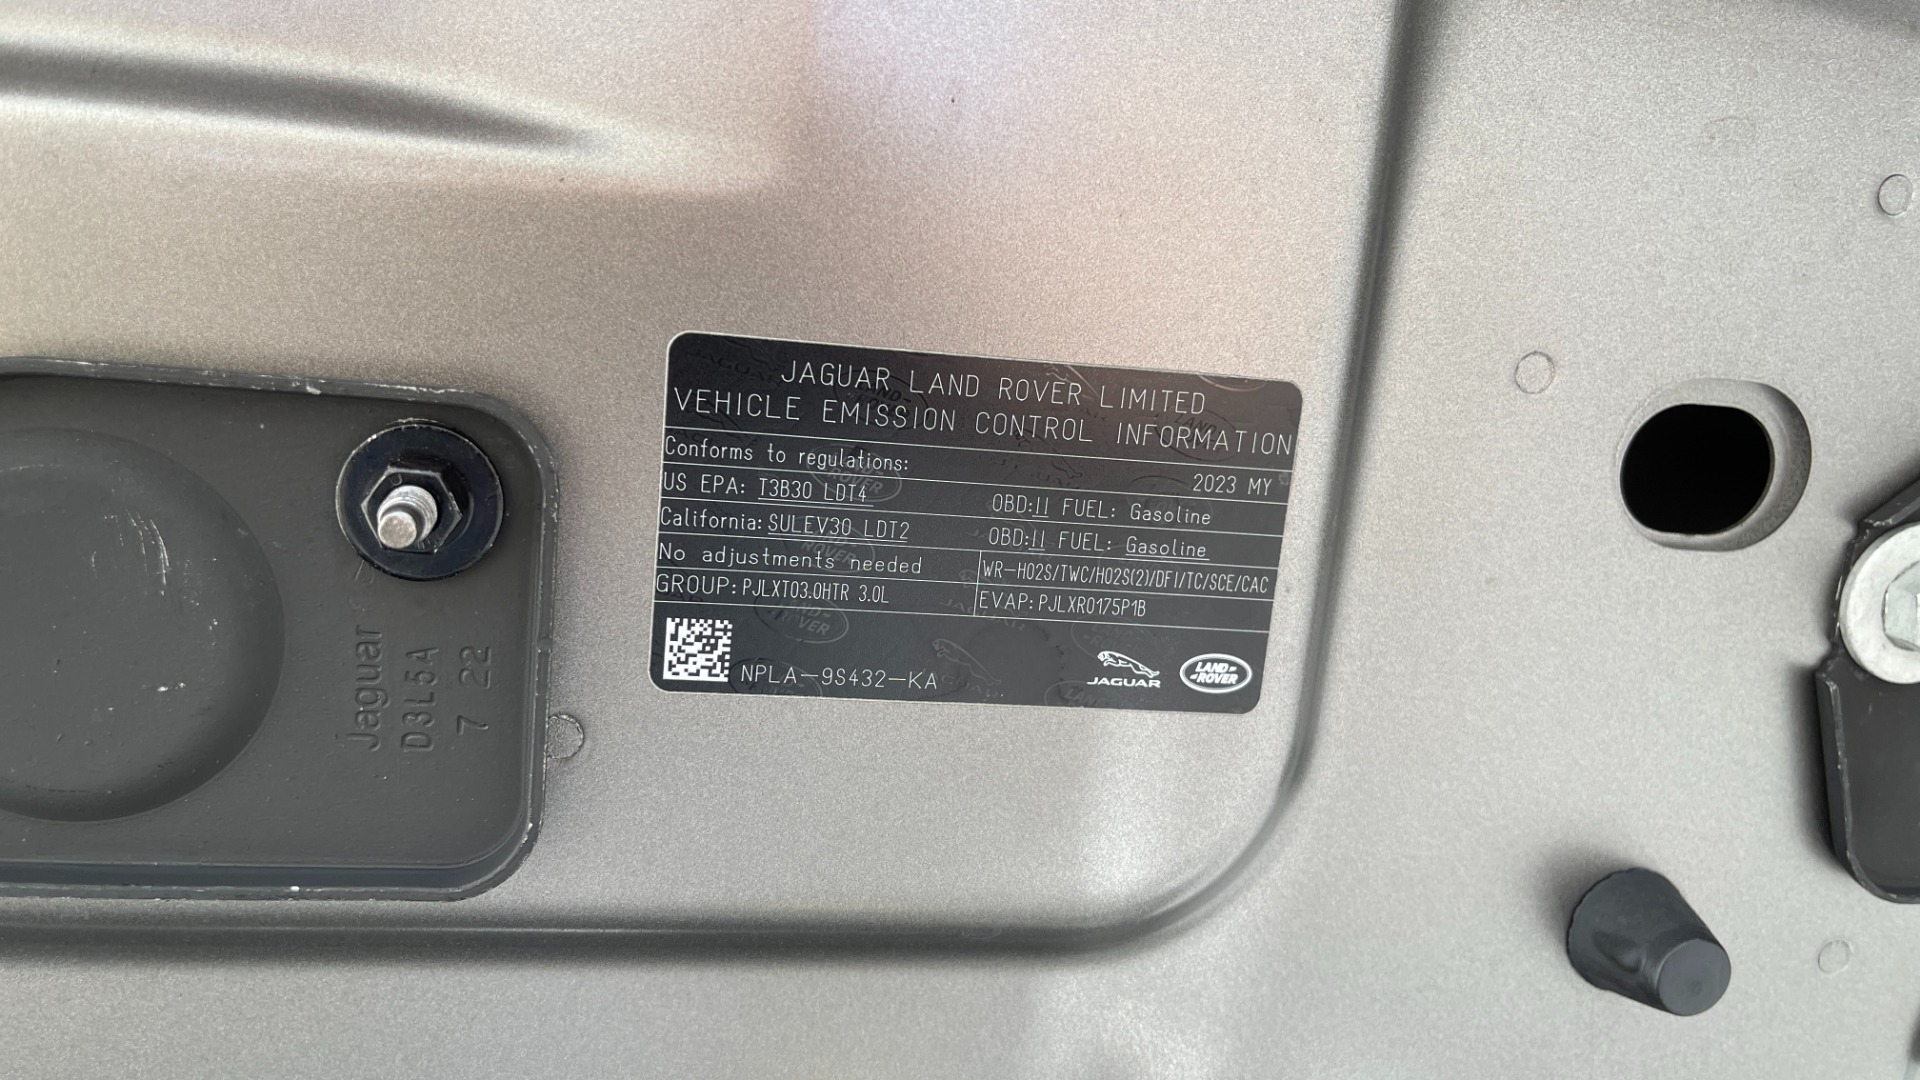 JAGUAR LAND ROVER LIMITED
VEHICLE EMISSION CONTROL INFORMATION
Conforms to regulations: 2023 MY
US EPA: T3B30 LDT4 OBD:II FUEL: Gasoline
California: SULEV30 LDT2 OBD:II FUEL: Gasoline
No adjustments needed WR-HO2S/TWC/HO2S(2)/DFI/TC/SCE/CAC
GROUP: PJLXT03.0HTR 3.0L EVAP: PJLXR0175P1B
NPLA-9S432-KA
JAGUAR
LAND-
-ROVER
Jaguar
D3L5A
7 22